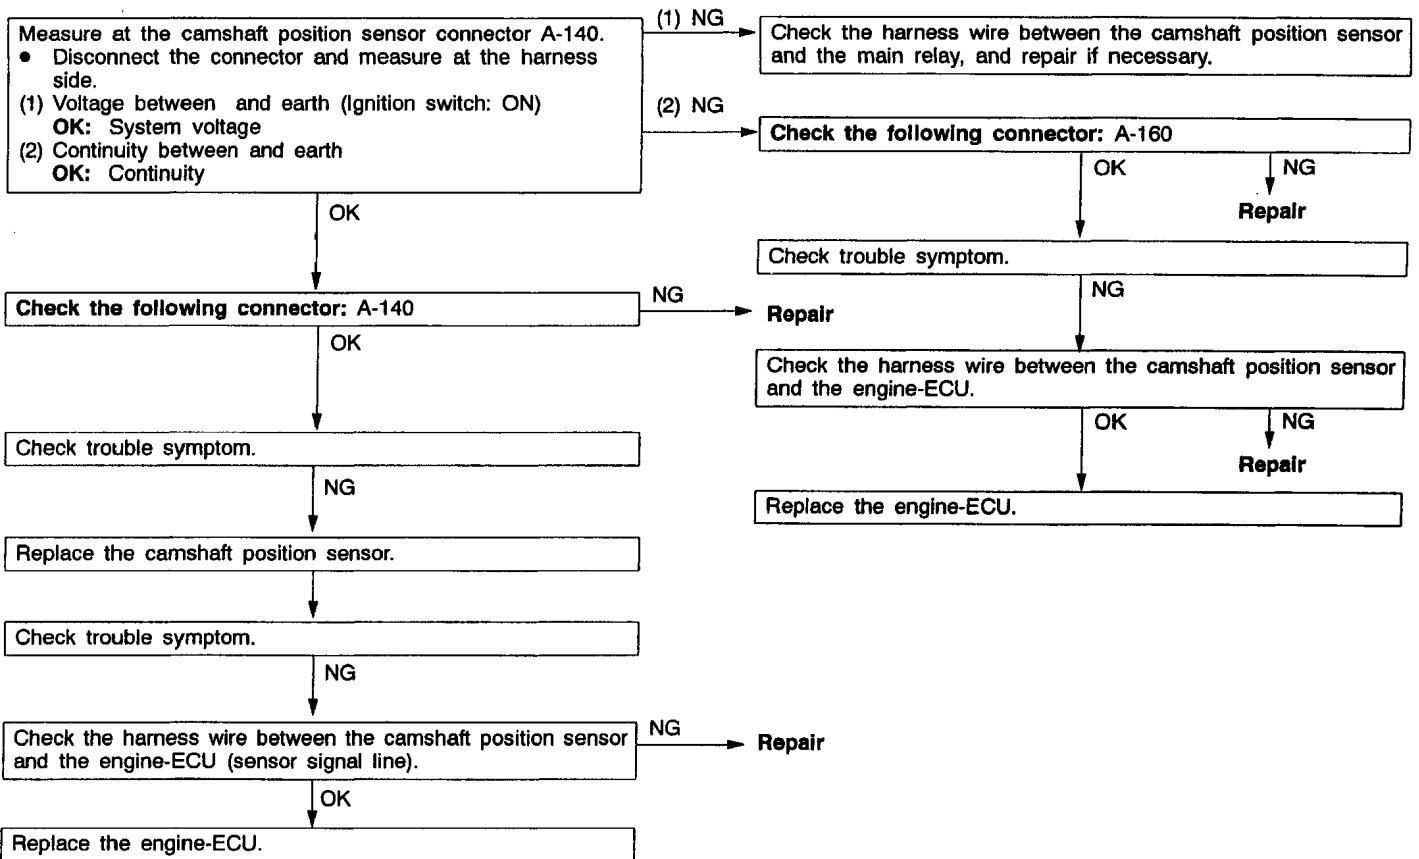 Measure at the camshaft position sensor connector A-140.
● Disconnect the connector and measure at the harness
side.
(1) Voltage between and earth (Ignition switch: ON)
OK: System voltage
(2) Continuity between and earth
OK: Continuity
(1) NG
Check the harness wire between the camshaft position sensor
and the main relay, and repair if necessary.
(2) NG
Check the following connector: A-160
OK
NG
Repair
Check trouble symptom.
NG
Check the harness wire between the camshaft position sensor
and the engine-ECU.
OK
NG
Repair
Replace the engine-ECU.
OK
Check the following connector: A-140
NG
Repair
OK
Check trouble symptom.
NG
Replace the camshaft position sensor.
Check trouble symptom.
NG
Check the harness wire between the camshaft position sensor
and the engine-ECU (sensor signal line).
NG
Repair
OK
Replace the engine-ECU.